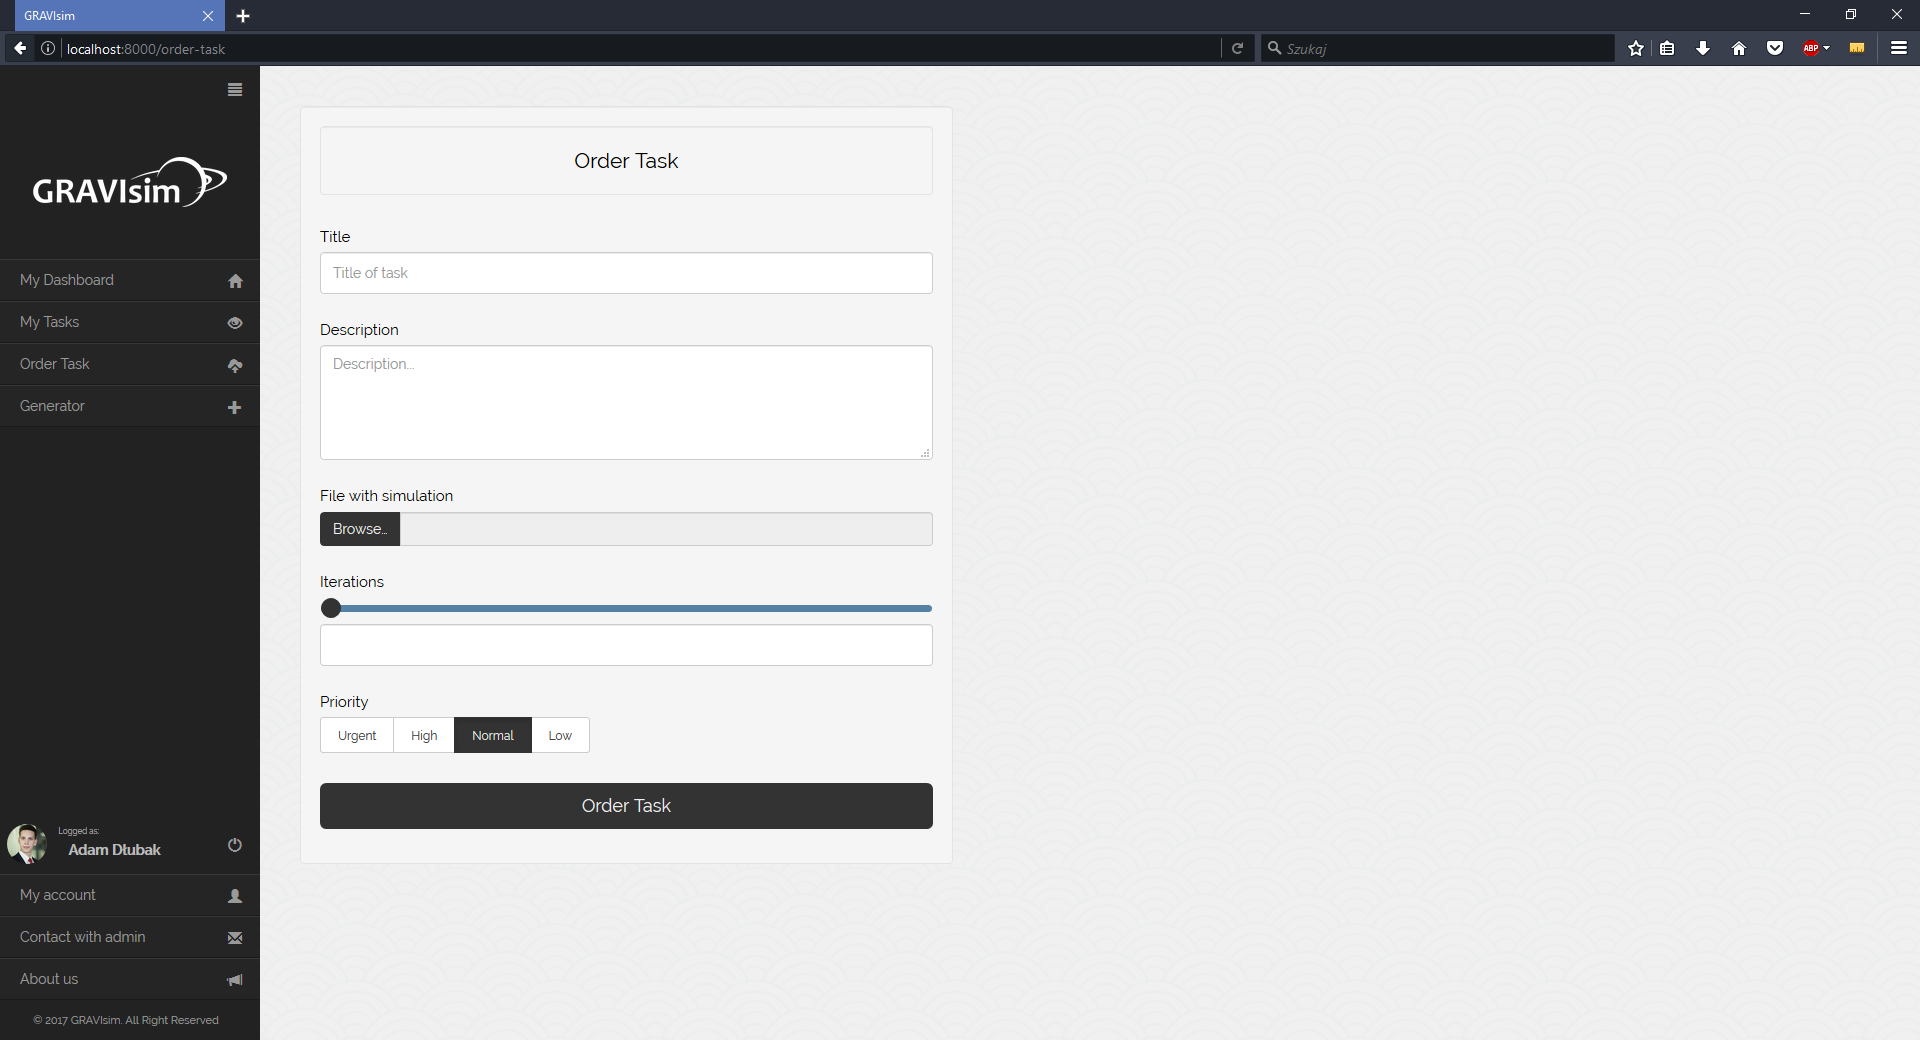 GRAVIsim
localhost:8000/order-task
Szukaj
ABP
GRAVIsim
My Dashboard
My Tasks
Order Task
Generator
Logged as:
Adam Dłubak
My account
Contact with admin
About us
© 2017 GRAVIsim. All Right Reserved
Order Task
Title
Title of task
Description
Description...
File with simulation
Browse...
Iterations
Priority
Urgent High Normal Low
Order Task